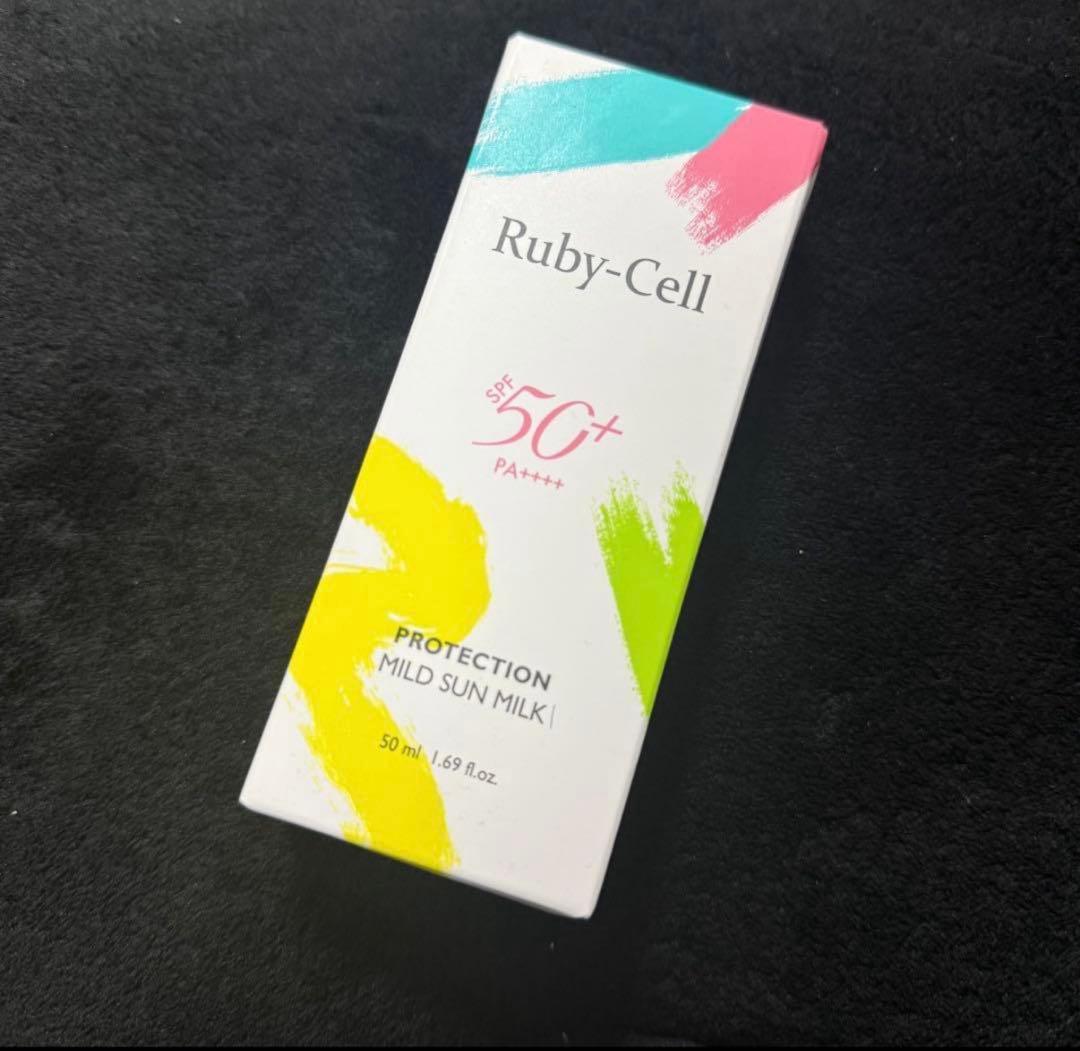 Ruby-Cell
SPF
50+
PA++++
PROTECTION
MILD SUN MILK
50 ml 1.69 fl.oz.